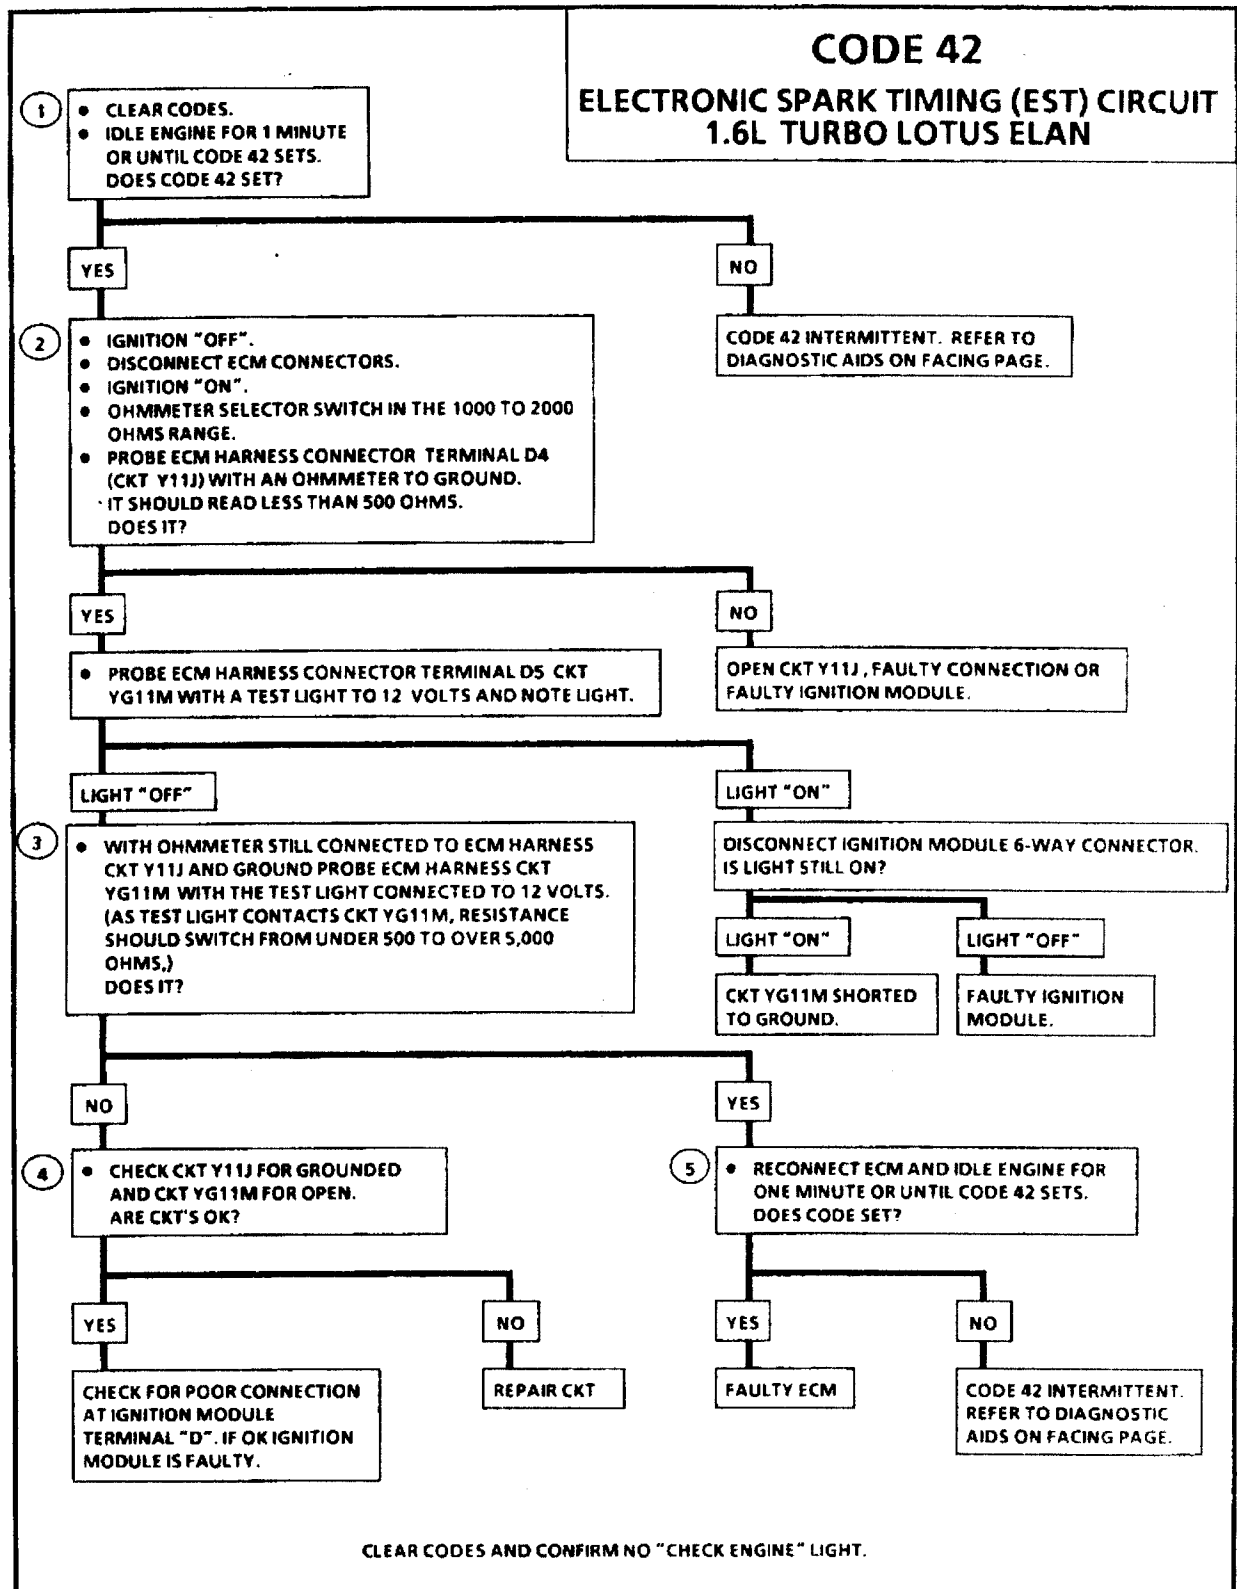 CODE 42
ELECTRONIC SPARK TIMING (EST) CIRCUIT
1.6L TURBO LOTUS ELAN
1
• CLEAR CODES.
• IDLE ENGINE FOR 1 MINUTE
OR UNTIL CODE 42 SETS.
DOES CODE 42 SET?
YES
NO
2
• IGNITION "OFF".
• DISCONNECT ECM CONNECTORS.
• IGNITION "ON".
• OHMMETER SELECTOR SWITCH IN THE 1000 TO 2000
OHMS RANGE.
• PROBE ECM HARNESS CONNECTOR TERMINAL D4
(CKT Y11J) WITH AN OHMMETER TO GROUND.
IT SHOULD READ LESS THAN 500 OHMS.
DOES IT?
CODE 42 INTERMITTENT. REFER TO
DIAGNOSTIC AIDS ON FACING PAGE.
YES
NO
• PROBE ECM HARNESS CONNECTOR TERMINAL D5 CKT
YG11M WITH A TEST LIGHT TO 12 VOLTS AND NOTE LIGHT.
OPEN CKT Y11J, FAULTY CONNECTION OR
FAULTY IGNITION MODULE.
LIGHT "OFF"
LIGHT "ON"
3
• WITH OHMMETER STILL CONNECTED TO ECM HARNESS
CKT Y11J AND GROUND PROBE ECM HARNESS CKT
YG11M WITH THE TEST LIGHT CONNECTED TO 12 VOLTS.
(AS TEST LIGHT CONTACTS CKT YG11M, RESISTANCE
SHOULD SWITCH FROM UNDER 500 TO OVER 5,000
OHMS,)
DOES IT?
DISCONNECT IGNITION MODULE 6-WAY CONNECTOR.
IS LIGHT STILL ON?
LIGHT "ON"
LIGHT "OFF"
CKT YG11M SHORTED
TO GROUND.
FAULTY IGNITION
MODULE.
NO
YES
4
• CHECK CKT Y11J FOR GROUNDED
AND CKT YG11M FOR OPEN.
ARE CKT'S OK?
5
• RECONNECT ECM AND IDLE ENGINE FOR
ONE MINUTE OR UNTIL CODE 42 SETS.
DOES CODE SET?
YES
NO
YES
NO
CHECK FOR POOR CONNECTION
AT IGNITION MODULE
TERMINAL "D". IF OK IGNITION
MODULE IS FAULTY.
REPAIR CKT
FAULTY ECM
CODE 42 INTERMITTENT.
REFER TO DIAGNOSTIC
AIDS ON FACING PAGE.
CLEAR CODES AND CONFIRM NO "CHECK ENGINE" LIGHT.